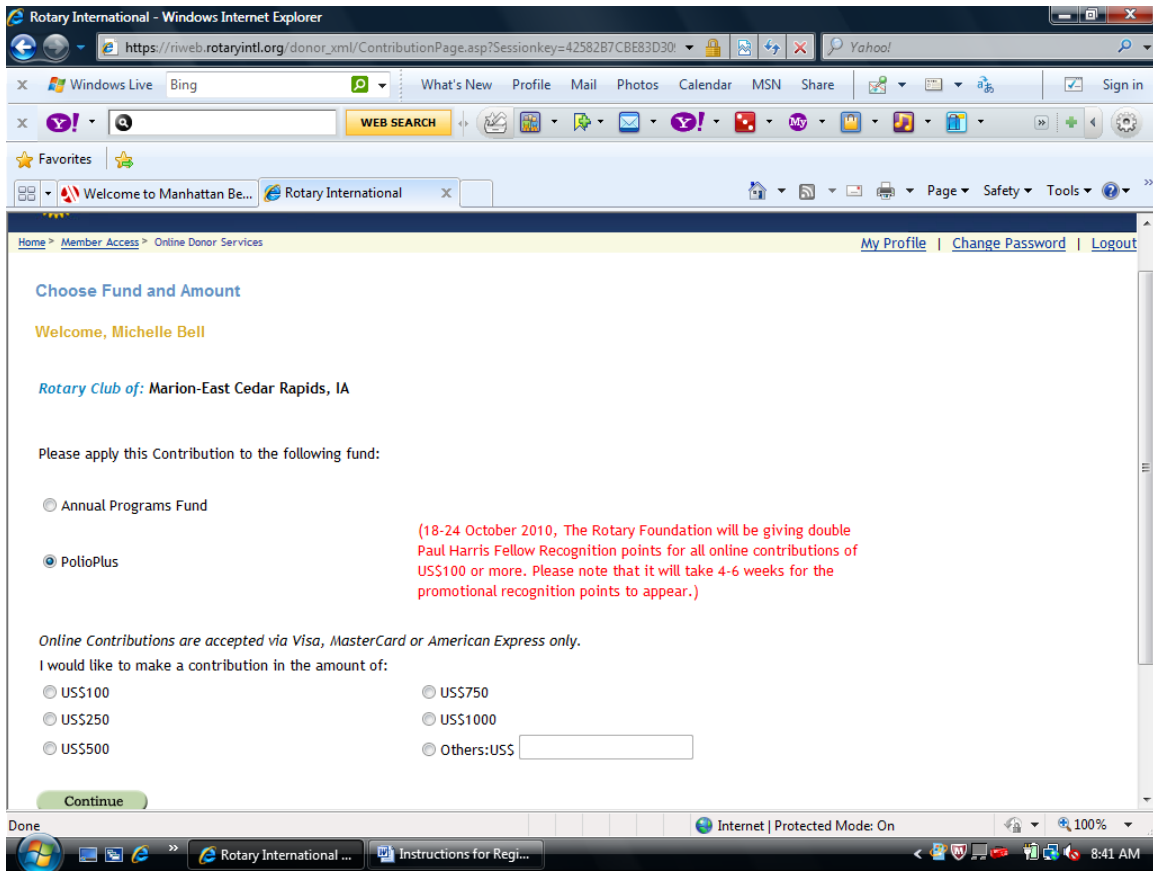 Rotary International - Windows Internet Explorer
https://riweb.rotaryintl.org/donor_xml/ContributionPage.asp?Sessionkey=42582B7CBE83D30
Yahoo!
x Windows Live Bing What's New Profile Mail Photos Calendar MSN Share Sign in
x Y! WEB SEARCH Y! My
Favorites
Welcome to Manhattan Be... Rotary International x Page Safety Tools
Home > Member Access > Online Donor Services My Profile | Change Password | Logout
Choose Fund and Amount
Welcome, Michelle Bell
Rotary Club of: Marion-East Cedar Rapids, IA
Please apply this Contribution to the following fund:
Annual Programs Fund
PolioPlus
(18-24 October 2010, The Rotary Foundation will be giving double
Paul Harris Fellow Recognition points for all online contributions of
US$100 or more. Please note that it will take 4-6 weeks for the
promotional recognition points to appear.)
Online Contributions are accepted via Visa, MasterCard or American Express only.
I would like to make a contribution in the amount of:
US$100 US$750
US$250 US$1000
US$500 Others:US$
Continue
Done Internet | Protected Mode: On 100%
Rotary International ... Instructions for Regi... 8:41 AM